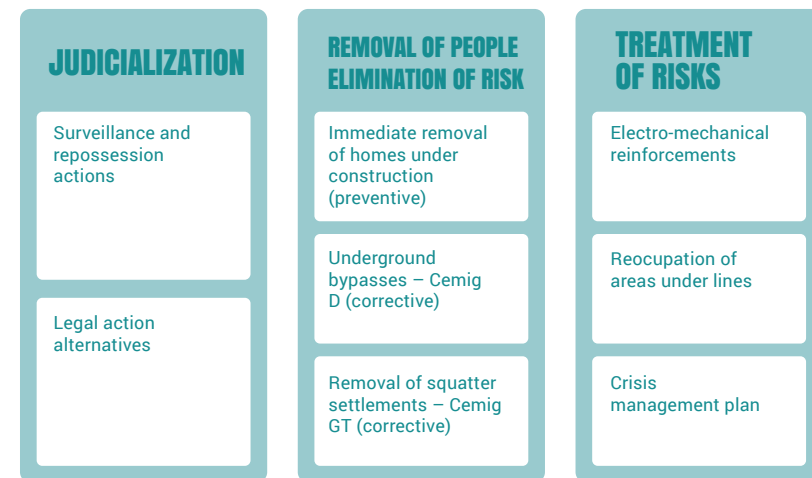 JUDICIALIZATION
Surveillance and
repossession
actions
Legal action
alternatives
REMOVAL OF PEOPLE
ELIMINATION OF RISK
Immediate removal
of homes under
construction
(preventive)
Underground
bypasses – Cemig
D (corrective)
Removal of squatter
settlements – Cemig
GT (corrective)
TREATMENT
OF RISKS
Electro-mechanical
reinforcements
Reocupation of
areas under lines
Crisis
management plan